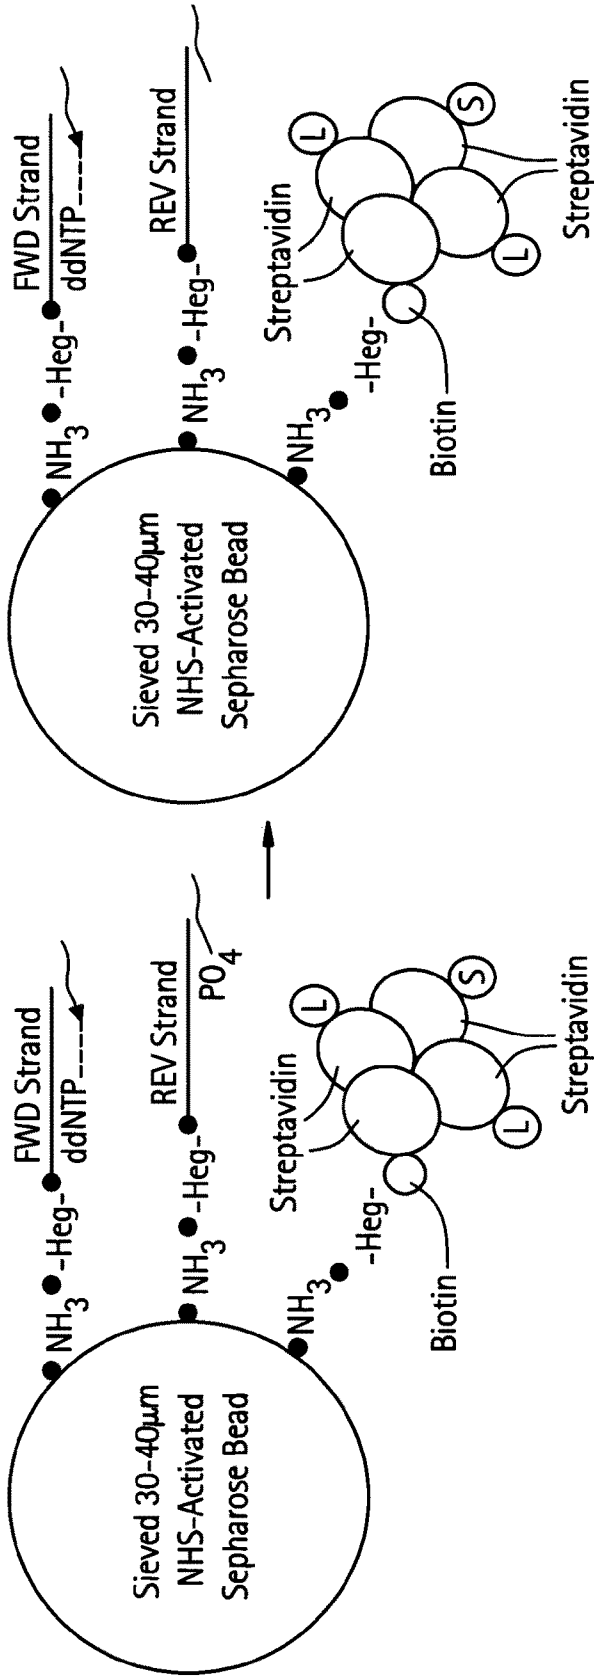 FWD Strand
ddNTP
NH3
-Heg-
REV Strand
PO4
NH3
-Heg-
Sieved 30-40µm
NHS-Activated
Sepharose Bead
NH3
-Heg-
Streptavidin
L
S
L
Biotin
Streptavidin
FWD Strand
ddNTP
NH3
-Heg-
REV Strand
NH3
-Heg-
Sieved 30-40µm
NHS-Activated
Sepharose Bead
NH3
-Heg-
Streptavidin
L
S
L
Biotin
Streptavidin